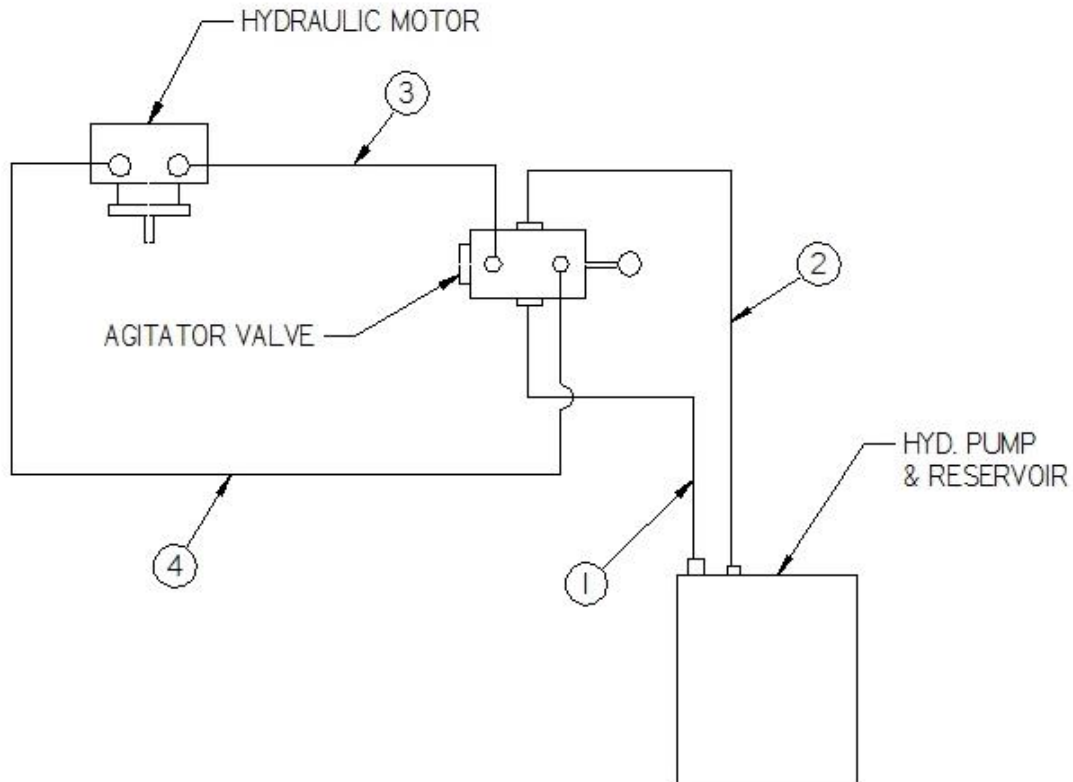 HYDRAULIC MOTOR
3
2
AGITATOR VALVE
HYD. PUMP
& RESERVOIR
4
1